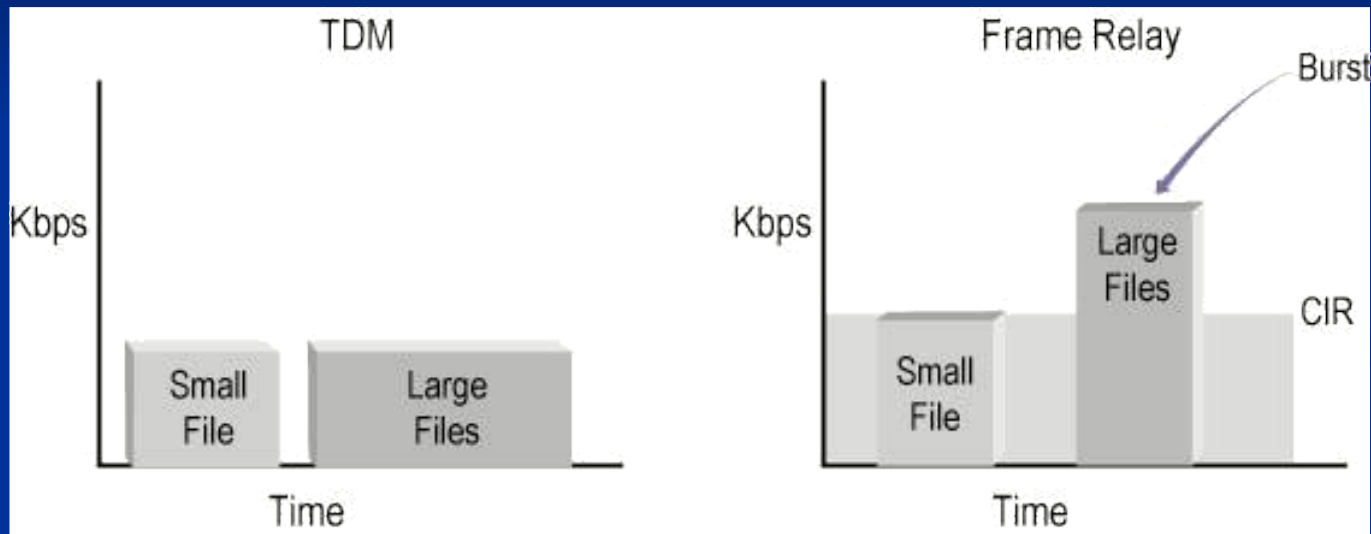 TDM
Kbps
Small
File
Large
Files
Time
Frame Relay
Burst
Kbps
Large
Files
CIR
Small
File
Time